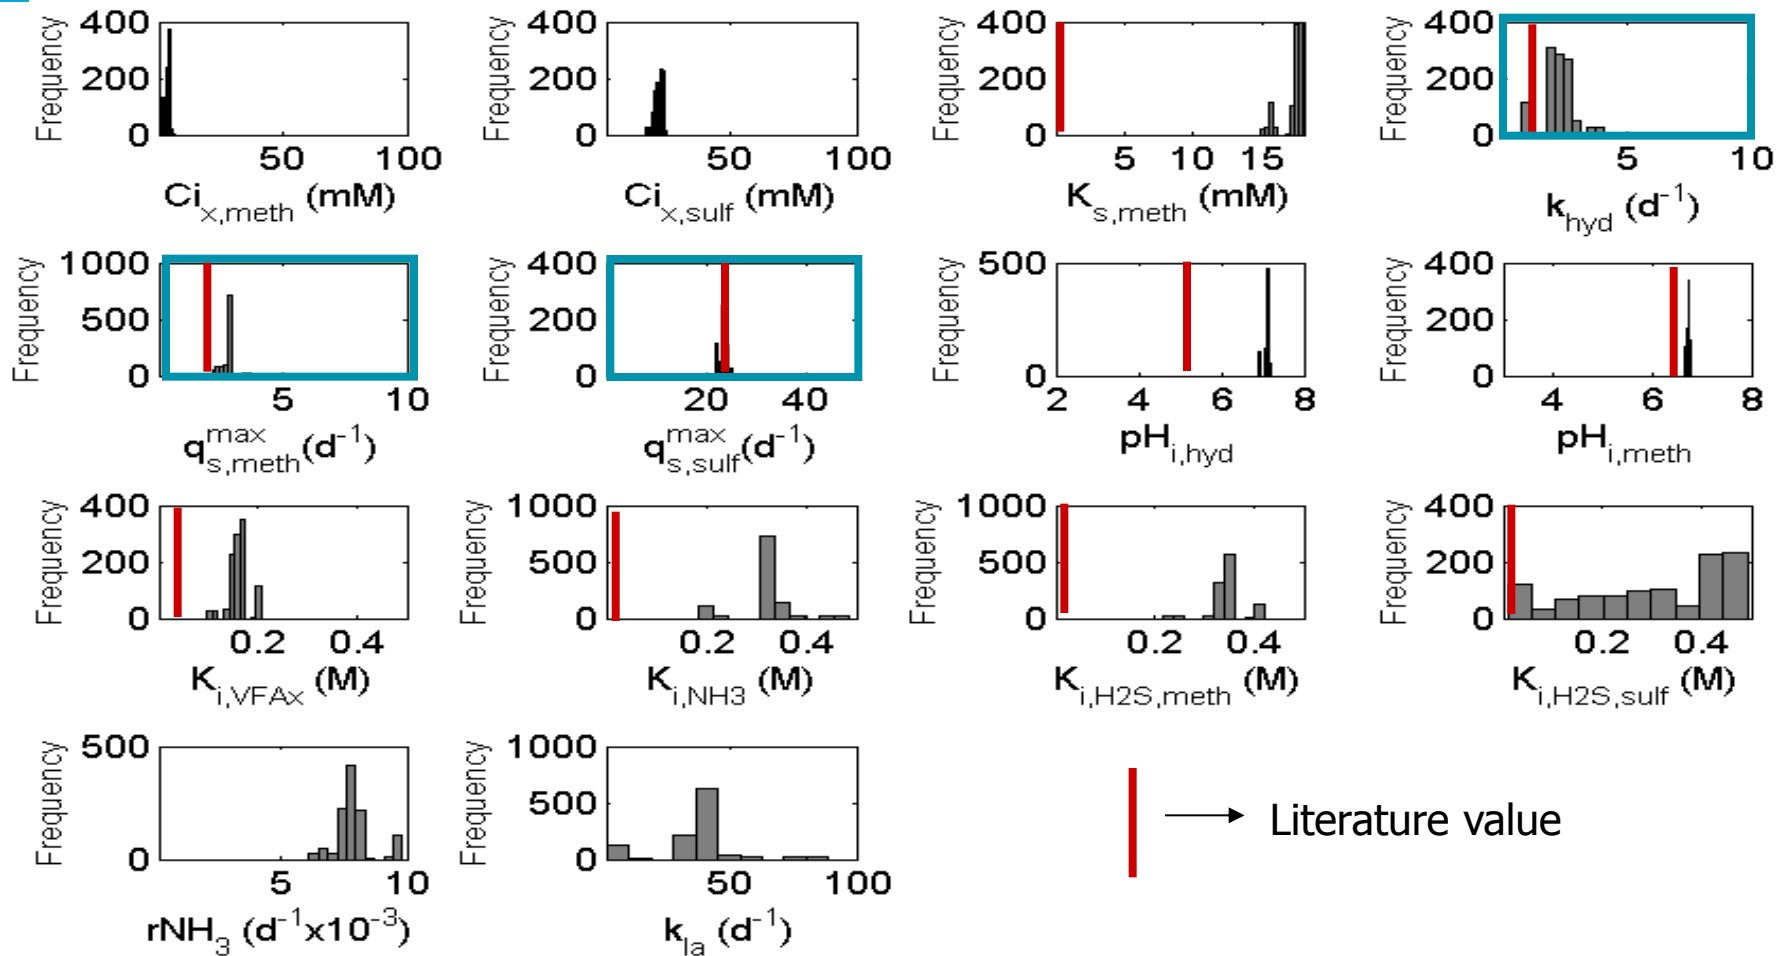 Frequency
400
200
0
50
100
Ci x,meth (mM)
Frequency
400
200
0
50
100
Ci x,sulf (mM)
Frequency
400
200
0
5
10
15
K s,meth (mM)
Frequency
400
200
0
5
10
k hyd (d⁻¹)
Frequency
1000
500
0
5
10
q s,meth max (d⁻¹)
Frequency
400
200
0
20
40
q s,sulf max (d⁻¹)
Frequency
500
0
2
4
6
8
pH i,hyd
Frequency
400
200
0
4
6
8
pH i,meth
Frequency
400
200
0
0.2
0.4
K i,VFAx (M)
Frequency
1000
500
0
0.2
0.4
K i,NH3 (M)
Frequency
1000
500
0
0.2
0.4
K i,H2S,meth (M)
Frequency
400
200
0
0.2
0.4
K i,H2S,sulf (M)
Frequency
500
0
5
10
rNH₃ (d⁻¹x10⁻³)
Frequency
1000
500
0
50
100
k la (d⁻¹)
Literature value